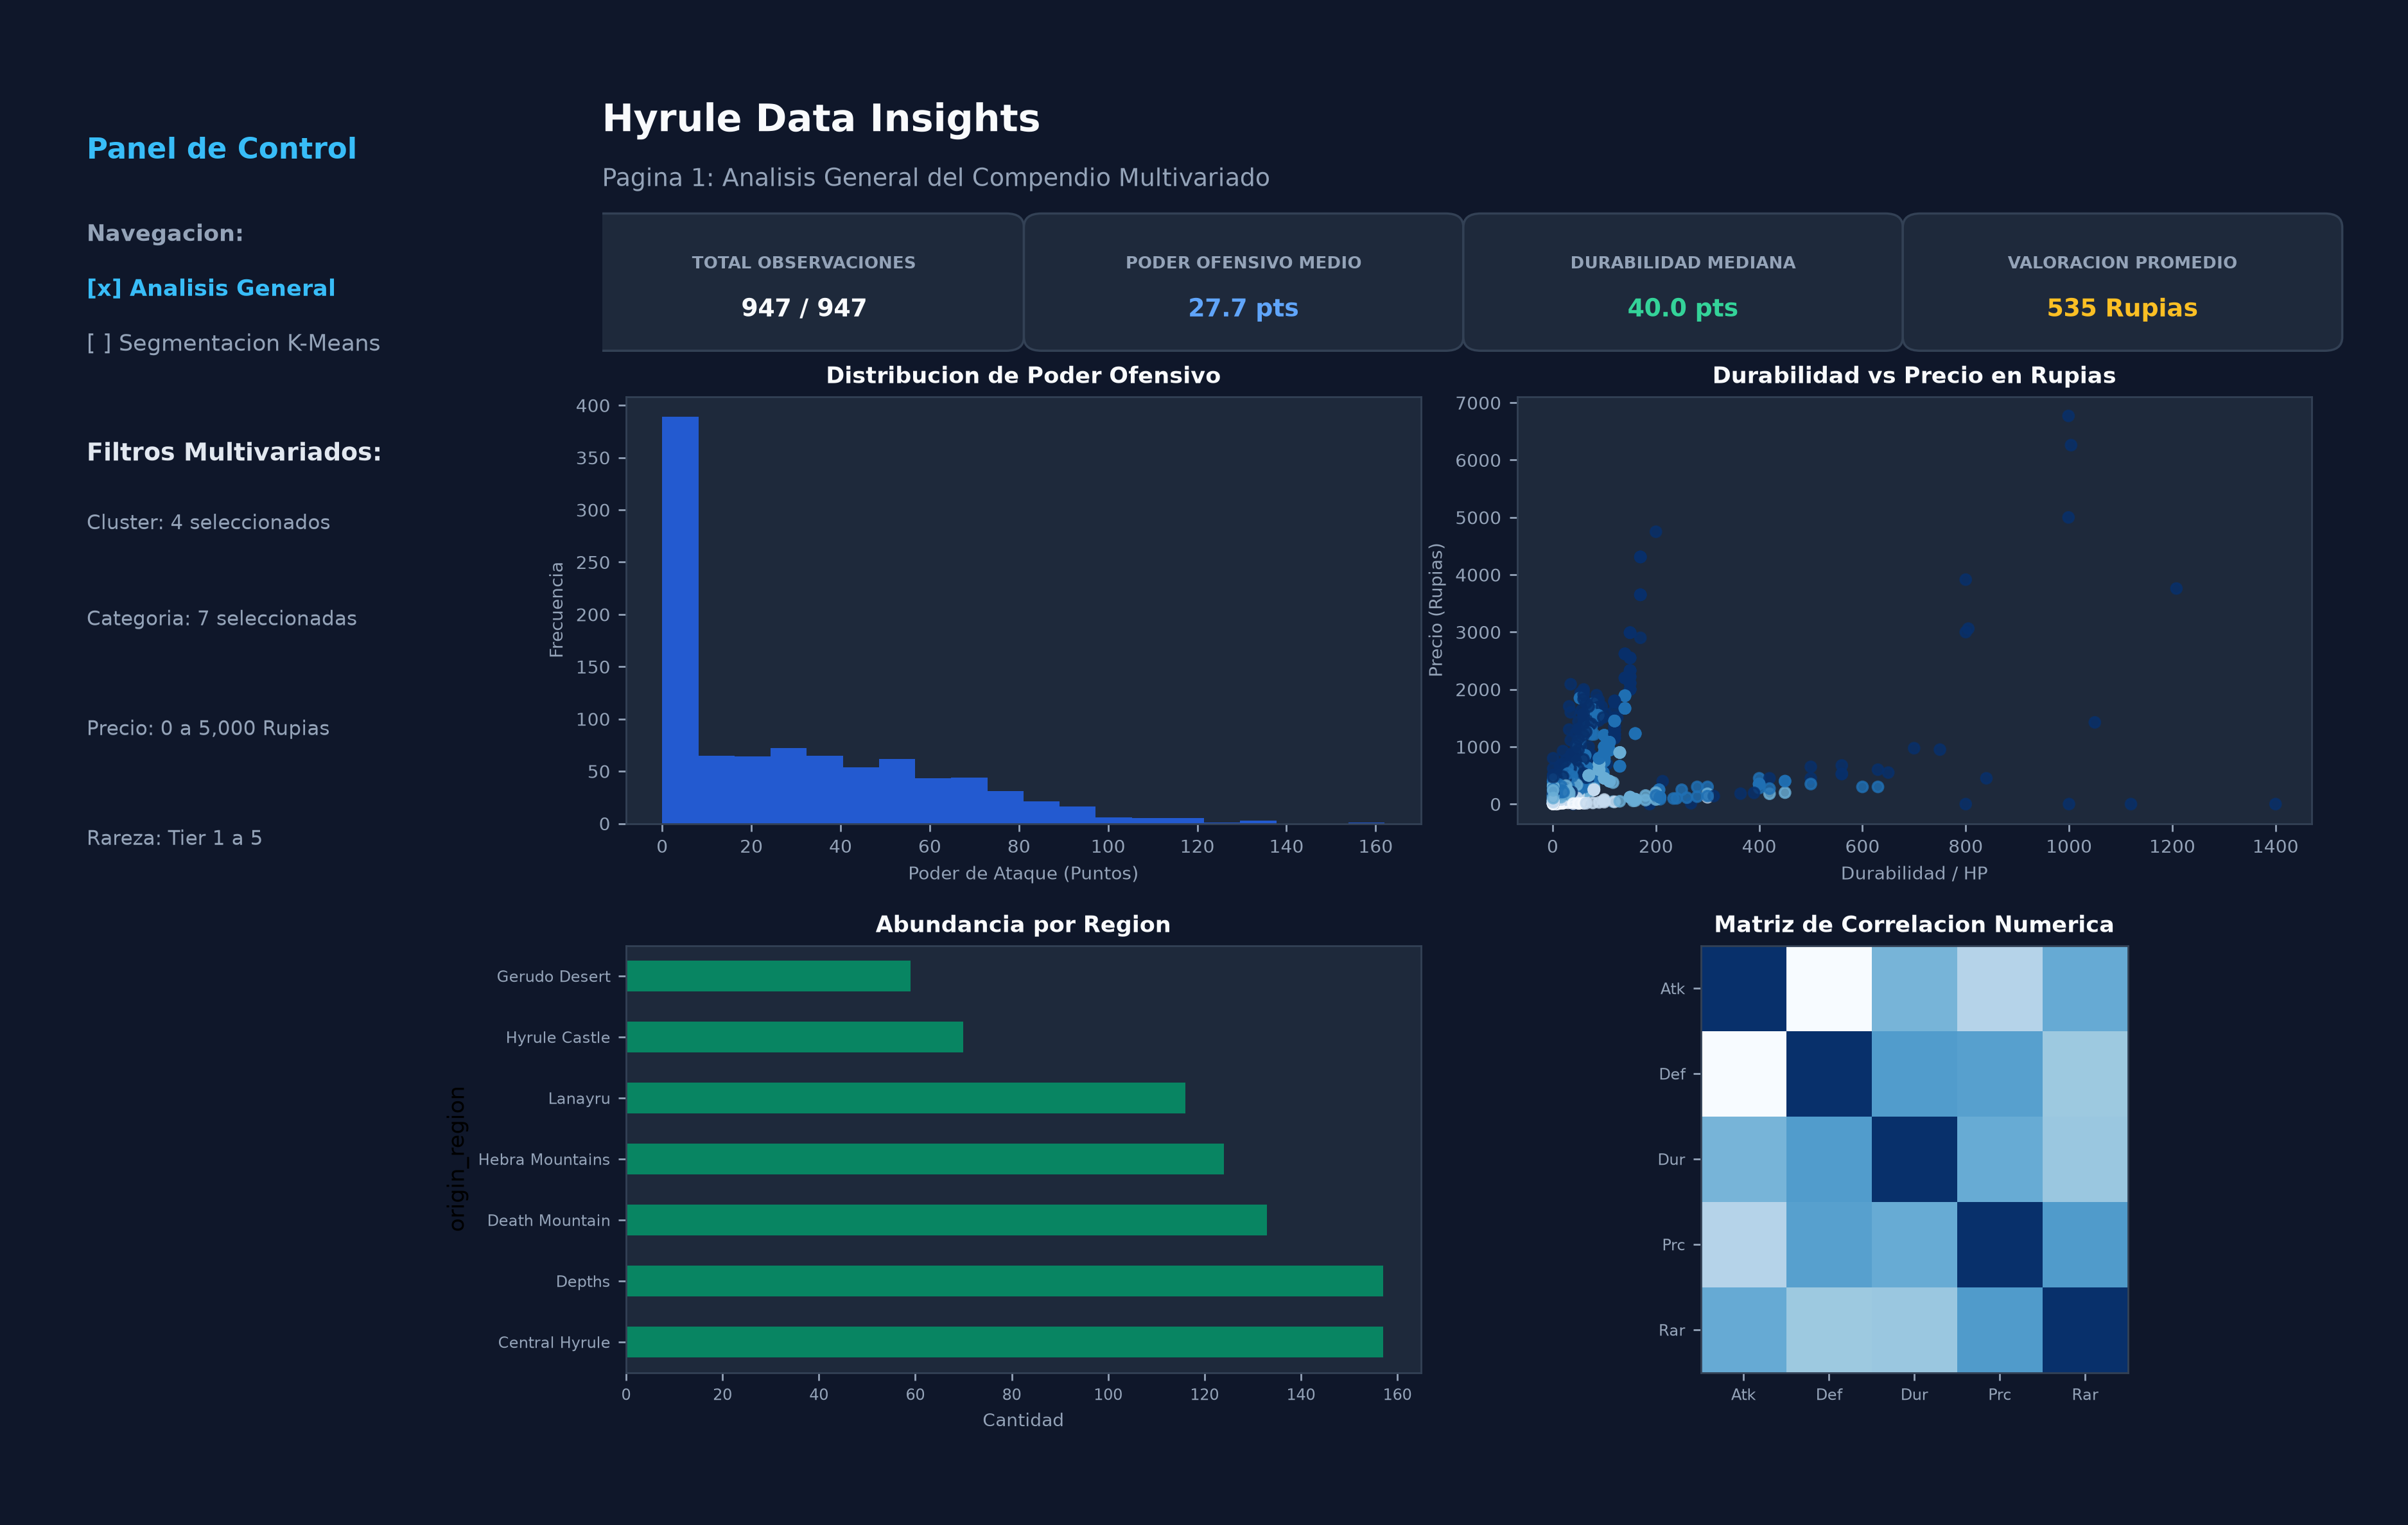 Panel de Control
Navegacion:
[x] Analisis General
[ ] Segmentacion K-Means
Filtros Multivariados:
Cluster: 4 seleccionados
Categoria: 7 seleccionadas
Precio: 0 a 5,000 Rupias
Rareza: Tier 1 a 5
Hyrule Data Insights
Pagina 1: Analisis General del Compendio Multivariado
TOTAL OBSERVACIONES
947 / 947
PODER OFENSIVO MEDIO
27.7 pts
DURABILIDAD MEDIANA
40.0 pts
VALORACION PROMEDIO
535 Rupias
Distribucion de Poder Ofensivo
Frecuencia
400
350
300
250
200
150
100
50
0
0 20 40 60 80 100 120 140 160
Poder de Ataque (Puntos)
Durabilidad vs Precio en Rupias
Precio (Rupias)
7000
6000
5000
4000
3000
2000
1000
0
0 200 400 600 800 1000 1200 1400
Durabilidad / HP
Abundancia por Region
origin_region
Gerudo Desert
Hyrule Castle
Lanayru
Hebra Mountains
Death Mountain
Depths
Central Hyrule
0 20 40 60 80 100 120 140 160
Cantidad
Matriz de Correlacion Numerica
Atk
Def
Dur
Prc
Rar
Atk Def Dur Prc Rar